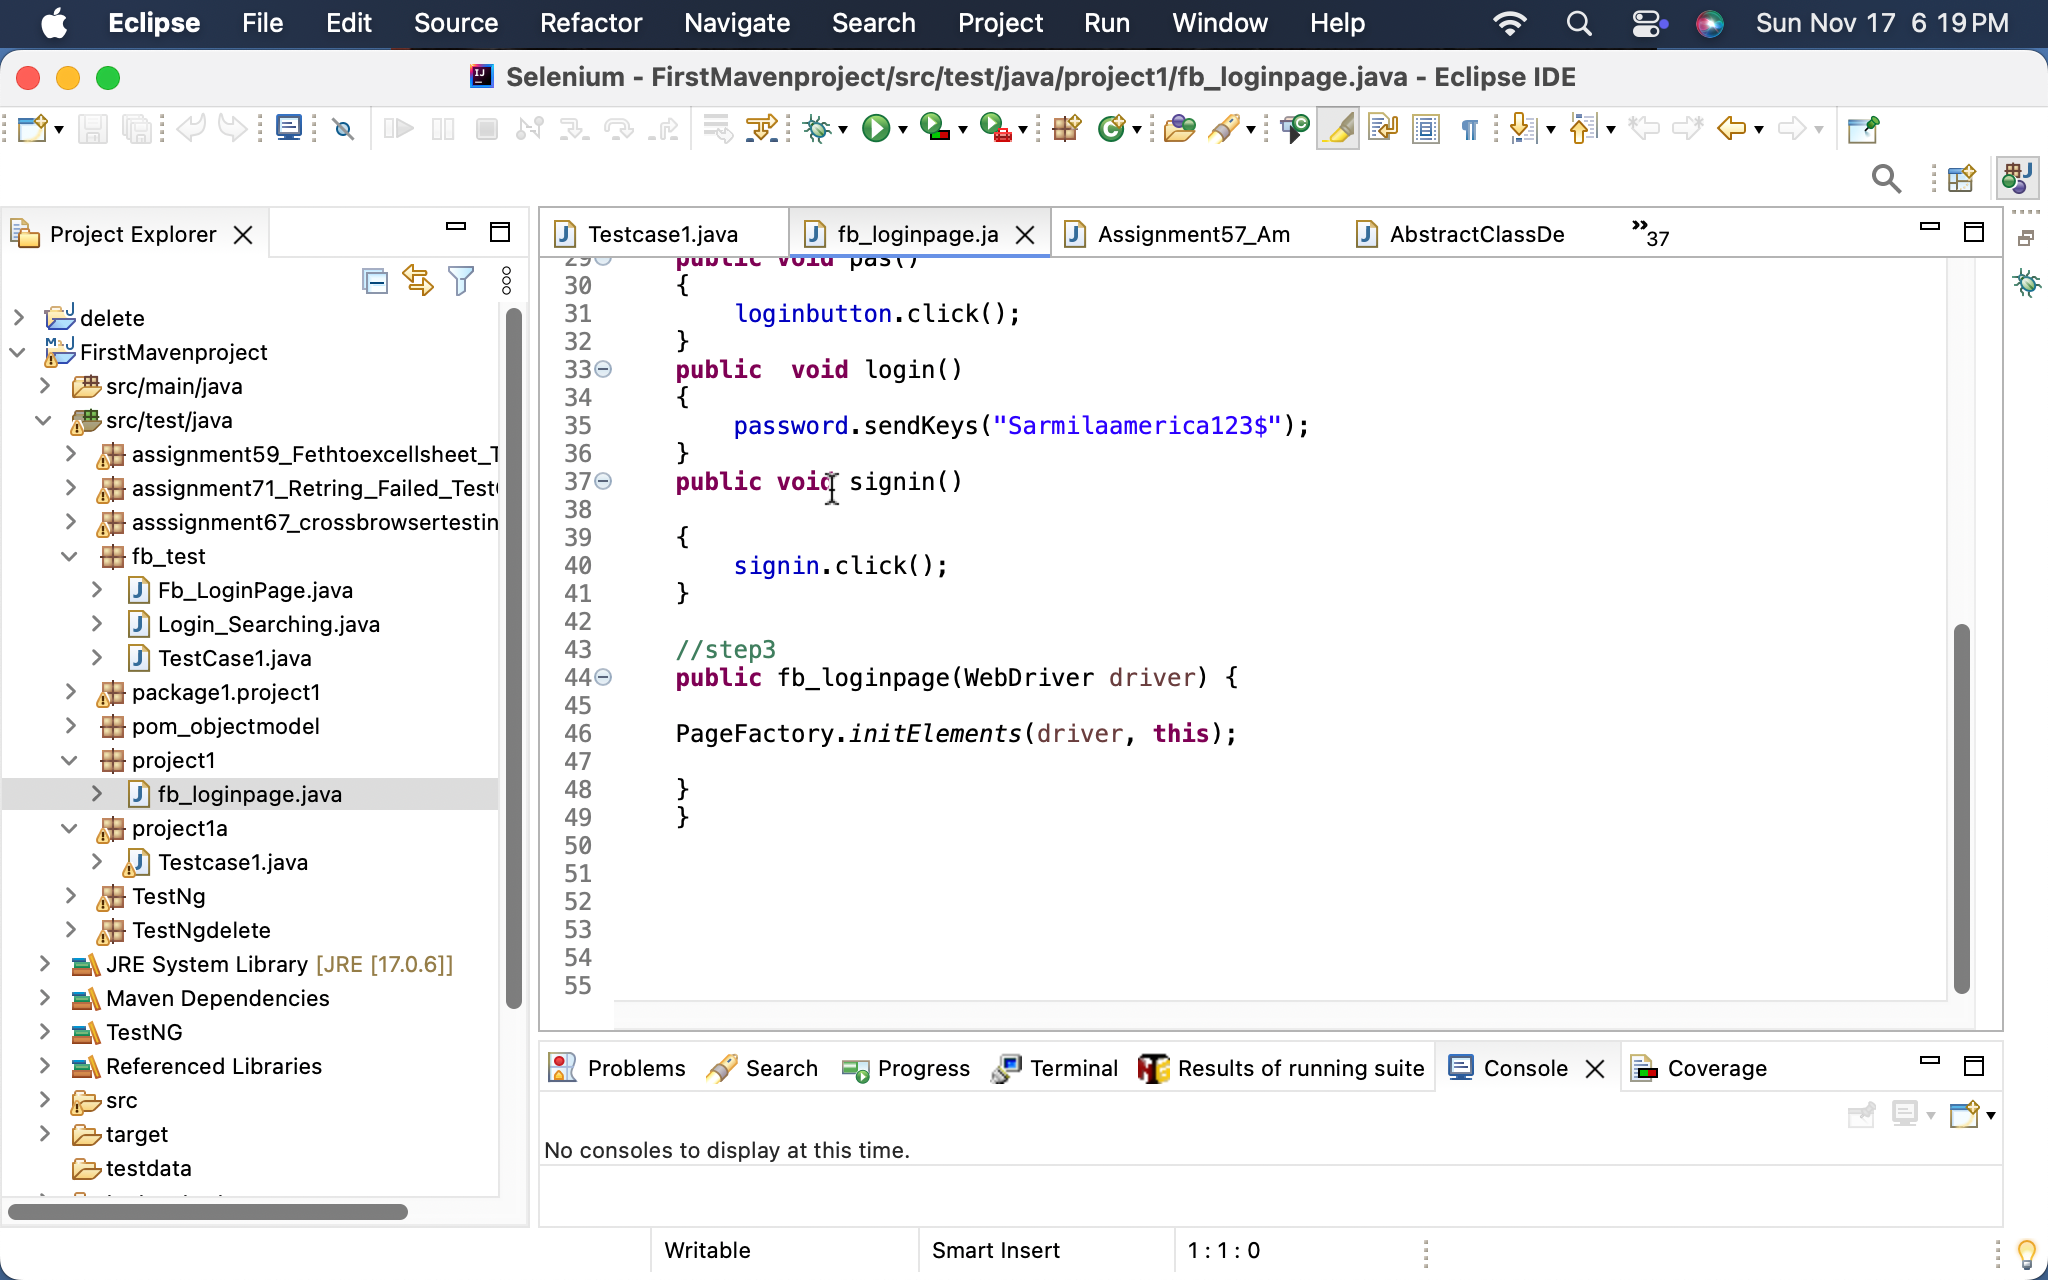 Eclipse File Edit Source Refactor Navigate Search Project Run Window Help Sun Nov 17 6 19 PM
Selenium - FirstMavenproject/src/test/java/project1/fb_loginpage.java - Eclipse IDE
Project Explorer
delete
FirstMavenproject
src/main/java
src/test/java
assignment59_Fethtoexcellsheet_T
assignment71_Retring_Failed_Test
asssignment67_crossbrowsertestin
fb_test
Fb_LoginPage.java
Login_Searching.java
TestCase1.java
package1.project1
pom_objectmodel
project1
fb_loginpage.java
project1a
Testcase1.java
TestNg
TestNgdelete
JRE System Library [JRE [17.0.6]]
Maven Dependencies
TestNG
Referenced Libraries
src
target
testdata
Testcase1.java fb_loginpage.ja Assignment57_Am AbstractClassDe »37
29 public void pas()
30 {
31 loginbutton.click();
32 }
33 public  void login()
34 {
35 password.sendKeys("Sarmilaamerica123$");
36 }
37 public void signin()
38
39 {
40 signin.click();
41 }
42
43 //step3
44 public fb_loginpage(WebDriver driver) {
45
46 PageFactory.initElements(driver, this);
47
48 }
49 }
50
51
52
53
54
55
Problems Search Progress Terminal Results of running suite Console Coverage
No consoles to display at this time.
Writable Smart Insert 1 : 1 : 0